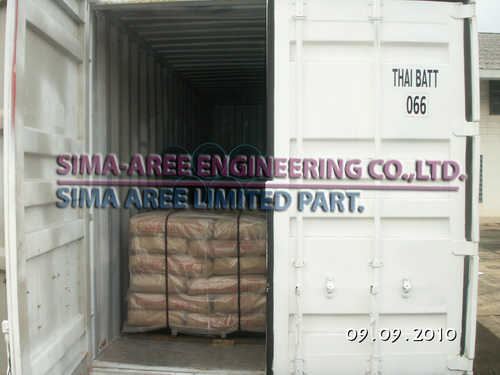 THAI BATT
066
SIMA-AREE ENGINEERING CO.,LTD.
SIMA AREE LIMITED PART.
09.09.2010